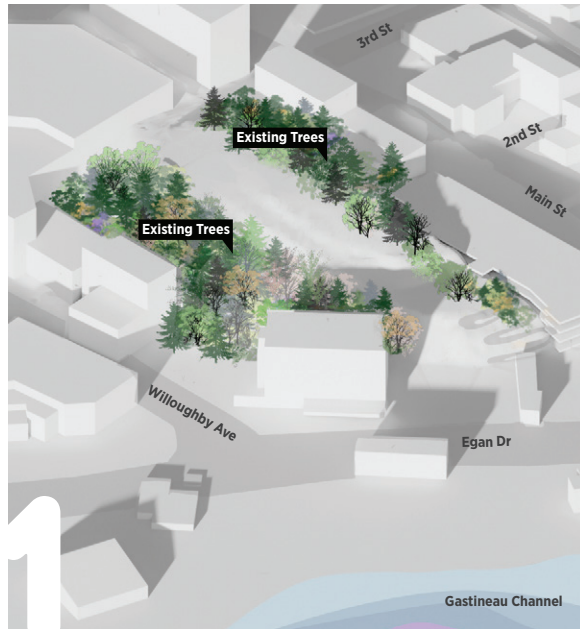 3rd St
2nd St
Existing Trees
Main St
Existing Trees
Willoughby Ave
Egan Dr
1
Gastineau Channel